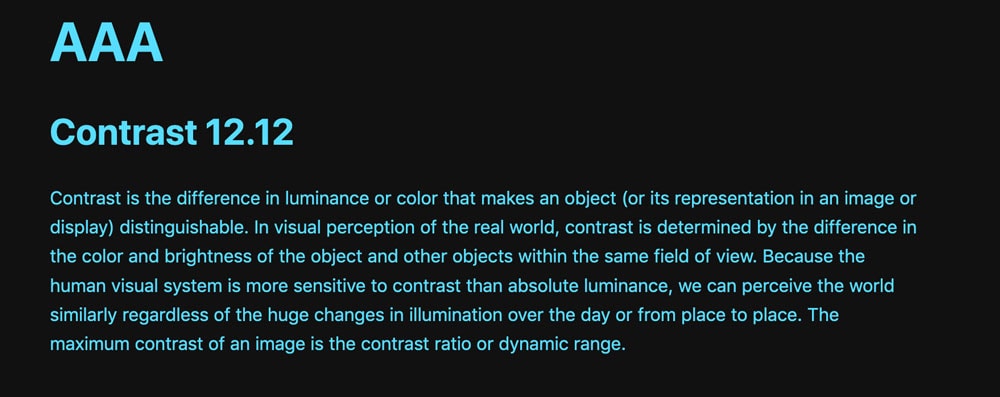 AAA
Contrast 12.12
Contrast is the difference in luminance or color that makes an object (or its representation in an image or
display) distinguishable. In visual perception of the real world, contrast is determined by the difference in
the color and brightness of the object and other objects within the same field of view. Because the
human visual system is more sensitive to contrast than absolute luminance, we can perceive the world
similarly regardless of the huge changes in illumination over the day or from place to place. The
maximum contrast of an image is the contrast ratio or dynamic range.